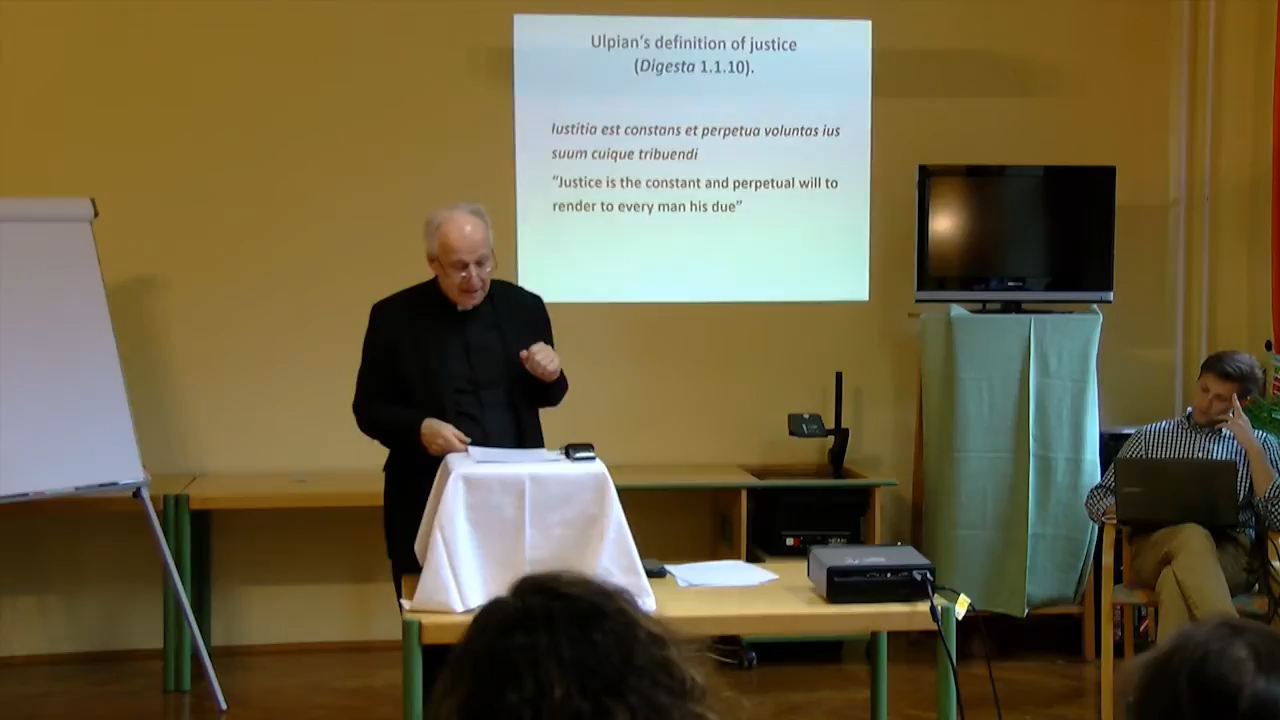 Ulpian's definition of justice
(Digesta 1.1.10).
Iustitia est constans et perpetua voluntas ius
suum cuique tribuendi
"Justice is the constant and perpetual will to
render to every man his due"